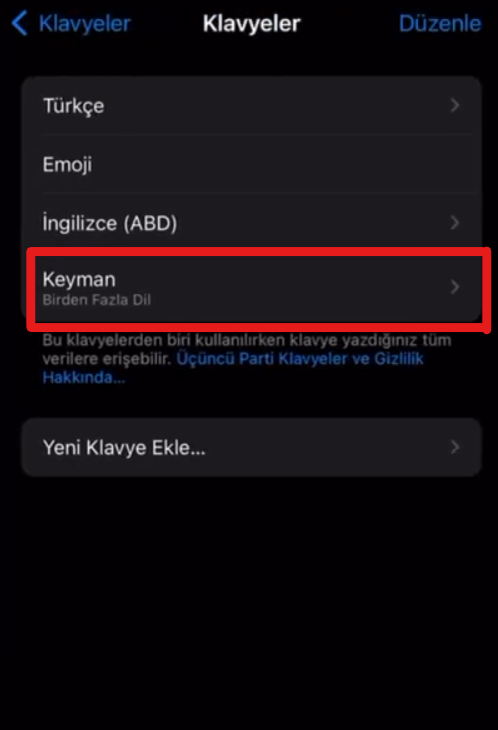 Klavyeler
Klavyeler
Düzenle
Türkçe
Emoji
İngilizce (ABD)
Keyman
Birden Fazla Dil
Bu klavyelerden biri kullanılırken klavye yazdığınız tüm
verilere erişebilir. Üçüncü Parti Klavyeler ve Gizlilik
Hakkında...
Yeni Klavye Ekle...